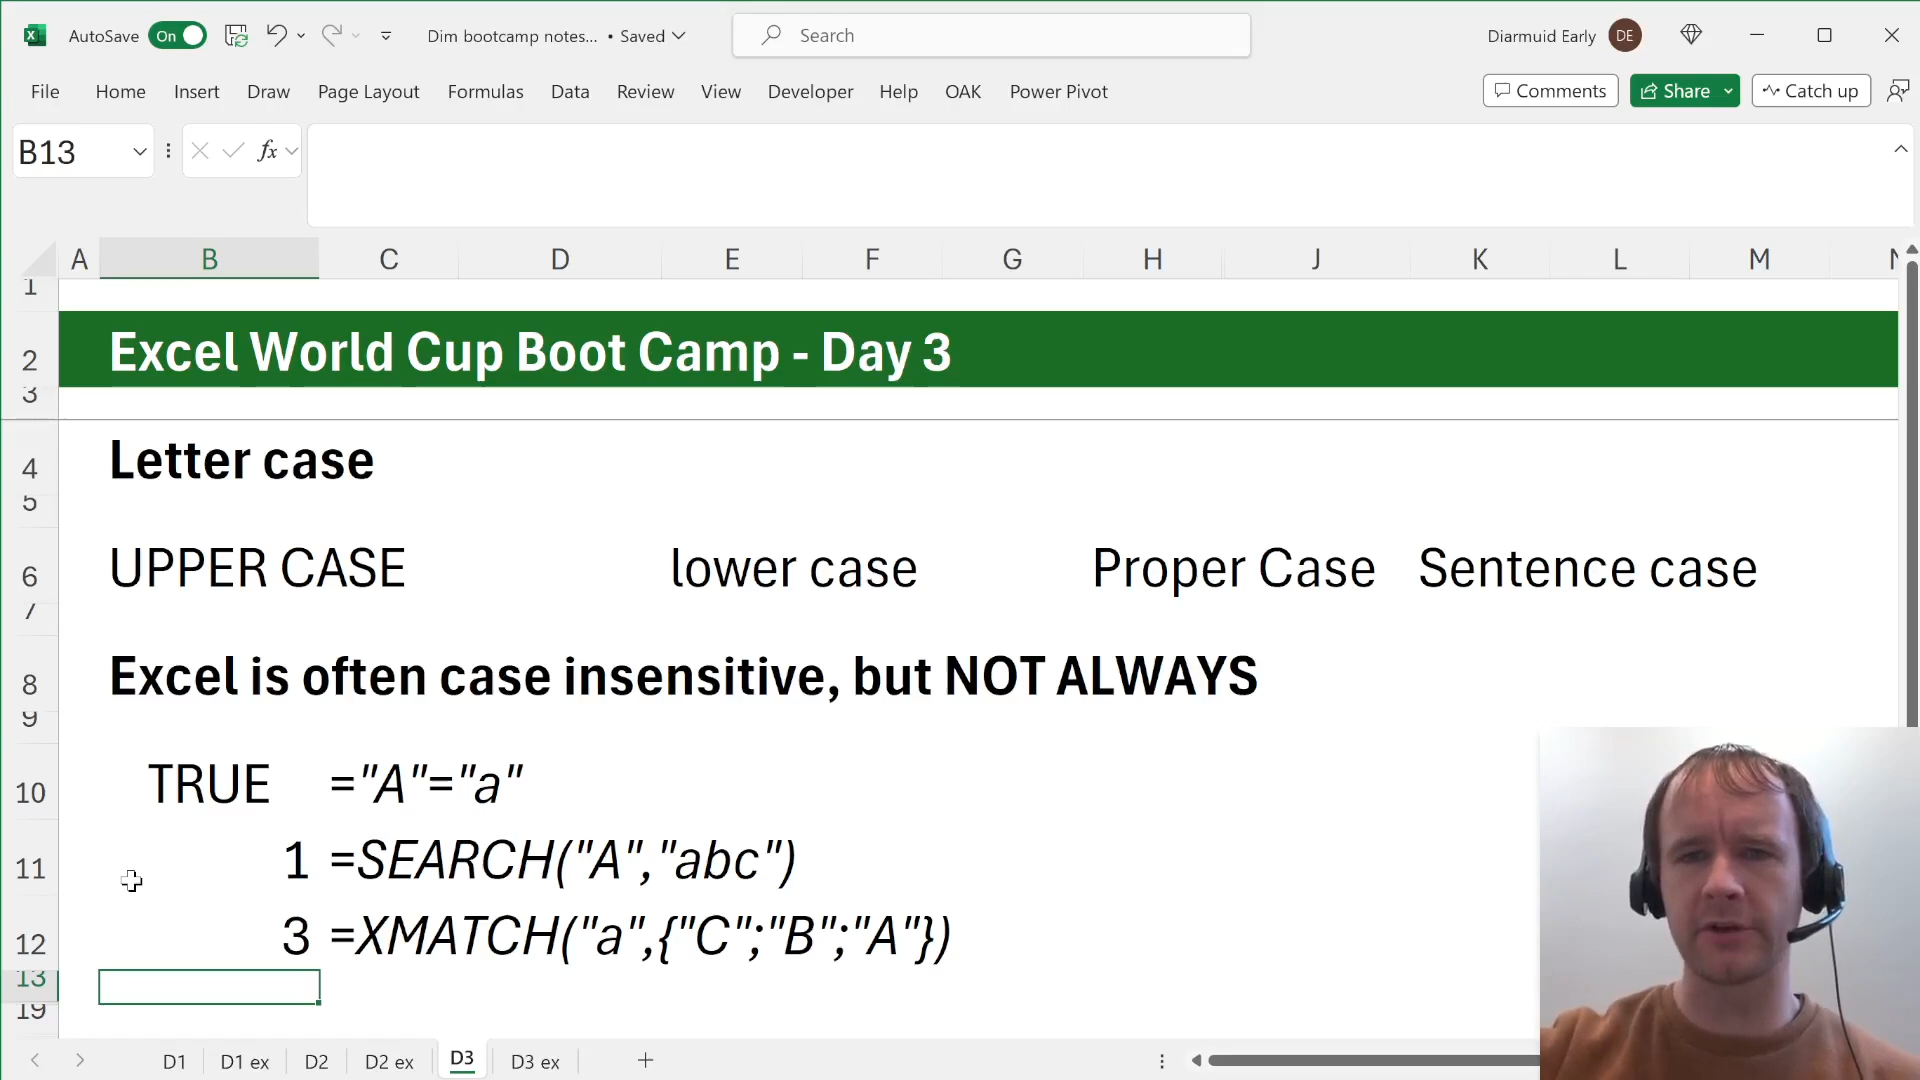 AutoSave On Dim bootcamp notes... • Saved Search Diarmuid Early DE
File Home Insert Draw Page Layout Formulas Data Review View Developer Help OAK Power Pivot Comments Share Catch up
B13 fx
A B C D E F G H J K L M
1
2 Excel World Cup Boot Camp - Day 3
3
4 Letter case
5
6 UPPER CASE lower case Proper Case Sentence case
7
8 Excel is often case insensitive, but NOT ALWAYS
9
10 TRUE ="A"="a"
11 1 =SEARCH("A","abc")
12 3 =XMATCH("a",{"C";"B";"A"})
13
19
D1 D1 ex D2 D2 ex D3 D3 ex